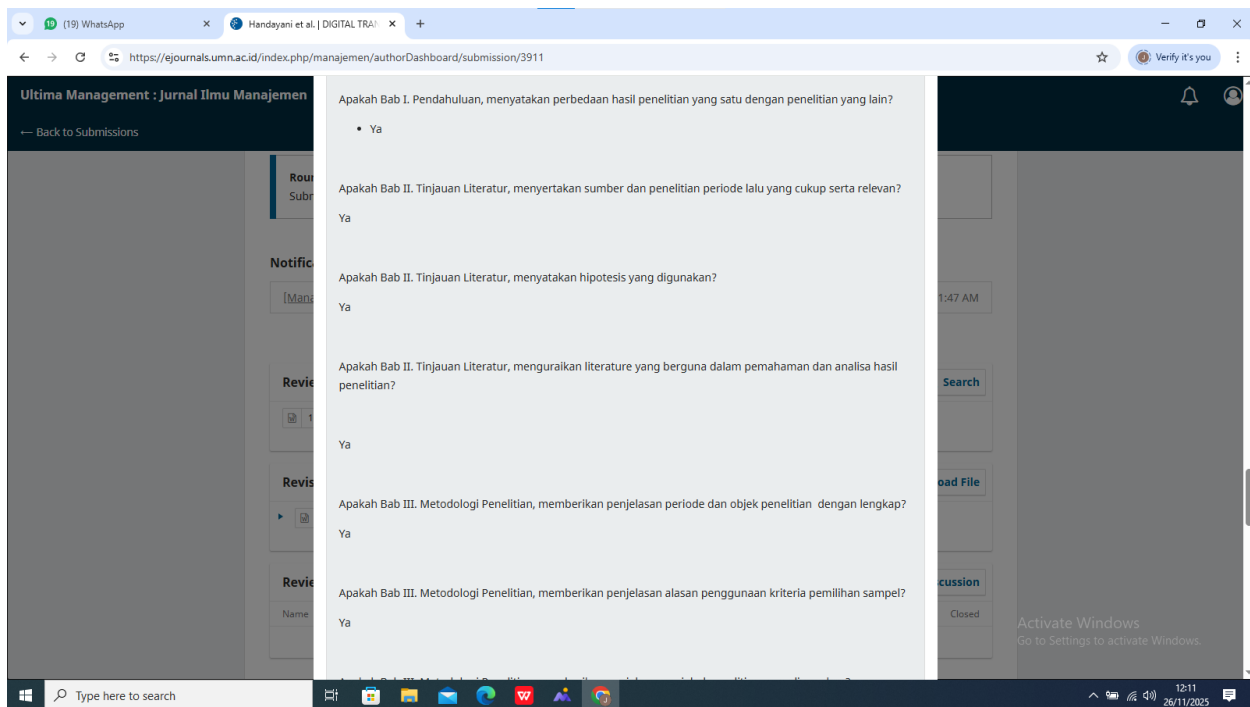 19 (19) WhatsApp
Handayani et al. | DIGITAL TRA
https://ejournals.umn.ac.id/index.php/manajemen/authorDashboard/submission/3911
Verify it's you
Ultima Management : Jurnal Ilmu Manajemen
← Back to Submissions
Apakah Bab I. Pendahuluan, menyatakan perbedaan hasil penelitian yang satu dengan penelitian yang lain?
• Ya
Apakah Bab II. Tinjauan Literatur, menyertakan sumber dan penelitian periode lalu yang cukup serta relevan?
Ya
Notific
Apakah Bab II. Tinjauan Literatur, menyatakan hipotesis yang digunakan?
[Mana
1:47 AM
Ya
Apakah Bab II. Tinjauan Literatur, menguraikan literature yang berguna dalam pemahaman dan analisa hasil
penelitian?
Revie
Search
1
Ya
Revis
oad File
Apakah Bab III. Metodologi Penelitian, memberikan penjelasan periode dan objek penelitian dengan lengkap?
Ya
Revie
cussion
Apakah Bab III. Metodologi Penelitian, memberikan penjelasan alasan penggunaan kriteria pemilihan sampel?
Name
Closed
Ya
Activate Windows
Go to Settings to activate Windows.
Type here to search
12:11
26/11/2025